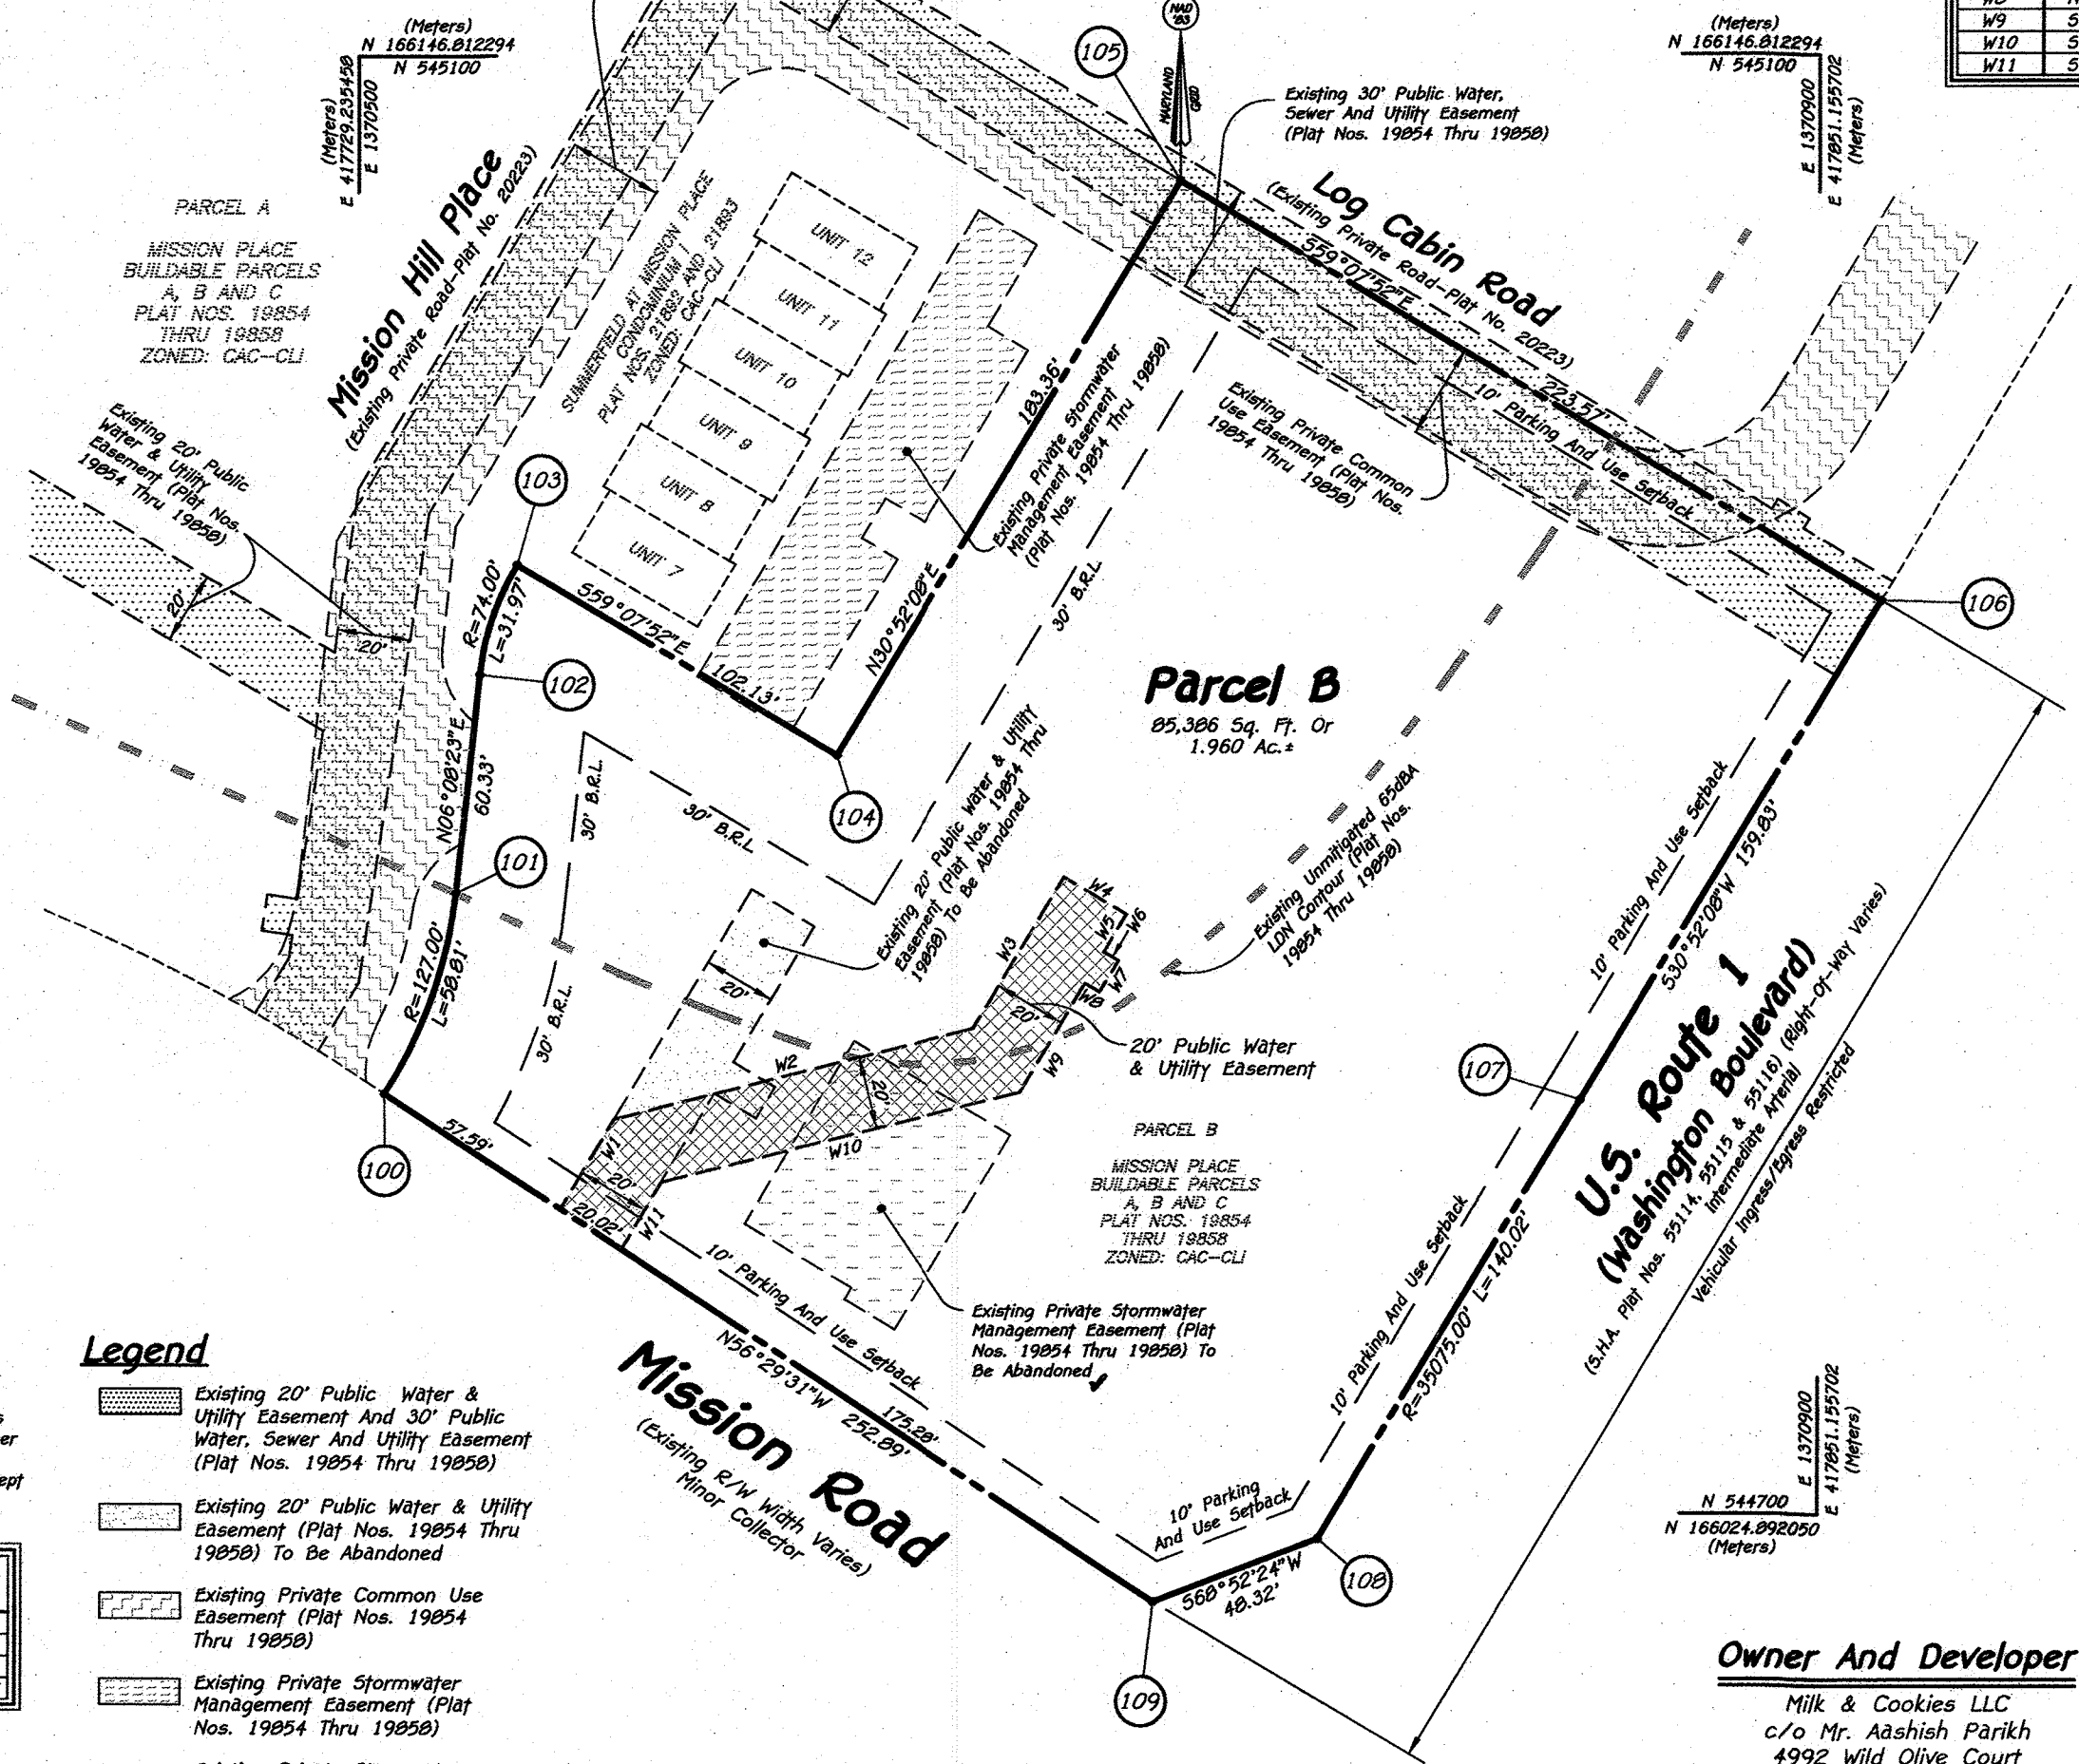 (Meters)
N 166146.812294
N 545100
E 417729.235458
(Meters)
E 1370500
NAD
'83
MARYLAND
GRID
(Meters)
N 166146.812294
N 545100
E 1370900
E 417851.155702
(Meters)
W9 S
W10 S
W11 S
105
Existing 30' Public Water,
Sewer And Utility Easement
(Plat Nos. 19854 Thru 19858)
PARCEL A
MISSION PLACE
BUILDABLE PARCELS
A, B AND C
PLAT NOS. 19854
THRU 19858
ZONED: CAC-CLI
Mission Hill Place
(Existing Private Road-Plat No. 20223)
SUMMERFIELD AT MISSION PLACE
CONDOMINIUM
PLAT NOS. 21892 AND 21893
ZONED: CAC-CLI
UNIT 12
UNIT 11
UNIT 10
UNIT 9
UNIT 8
UNIT 7
Log Cabin Road
(Existing Private Road-Plat No. 20223)
S59°07'52"E
223.57'
10' Parking And Use Setback
Existing Private Common
Use Easement (Plat Nos.
19854 Thru 19858)
183.36'
N30°52'08"E
Existing Private Stormwater
Management Easement
(Plat Nos. 19854 Thru 19858)
30' B.R.L.
Existing 20' Public
Water & Utility
Easement (Plat Nos.
19854 Thru 19858)
20'
20'
103
R=74.00'
L=31.97'
S59°07'52"E
102.13'
102
N06°08'23"E
60.33'
30' B.R.L.
30' B.R.L.
104
101
106
Parcel B
85,386 Sq. Ft. Or
1.960 Ac.±
Existing 20' Public Water & Utility
Easement (Plat Nos. 19854 Thru
19858) To Be Abandoned
Existing Unmitigated 65dBA
LDN Contour (Plat Nos.
19854 Thru 19858)
10' Parking And Use Setback
S30°52'08"W 159.83'
R=127.00'
L=58.81'
30' B.R.L.
20'
W4
W5
W6
W3
W7
W8
20'
W9
W2
20'
W10
W1
20'
W11
20' Public Water
& Utility Easement
107
100
57.59'
20.02'
PARCEL B
MISSION PLACE
BUILDABLE PARCELS
A, B AND C
PLAT NOS. 19854
THRU 19858
ZONED: CAC-CLI
U.S. Route 1
(Washington Boulevard)
(S.H.A. Plat Nos. 55114, 55115 & 55116) (Right-Of-Way Varies)
Intermediate Arterial
Vehicular Ingress/Egress Restricted
10' Parking And Use Setback
R=35075.00' L=140.02'
10' Parking And Use Setback
Existing Private Stormwater
Management Easement (Plat
Nos. 19854 Thru 19858) To
Be Abandoned
N56°29'31"W 252.89'
175.28'
Mission Road
(Existing R/W Width Varies)
Minor Collector
10' Parking
And Use Setback
S68°52'24"W
48.32'
108
109
E 1370900
E 417851.155702
(Meters)
N 544700
N 166024.892050
(Meters)
Legend
Existing 20' Public Water &
Utility Easement And 30' Public
Water, Sewer And Utility Easement
(Plat Nos. 19854 Thru 19858)
Existing 20' Public Water & Utility
Easement (Plat Nos. 19854 Thru
19858) To Be Abandoned
Existing Private Common Use
Easement (Plat Nos. 19854
Thru 19858)
Existing Private Stormwater
Management Easement (Plat
Nos. 19854 Thru 19858)
Owner And Developer
Milk & Cookies LLC
c/o Mr. Aashish Parikh
4992 Wild Olive Court